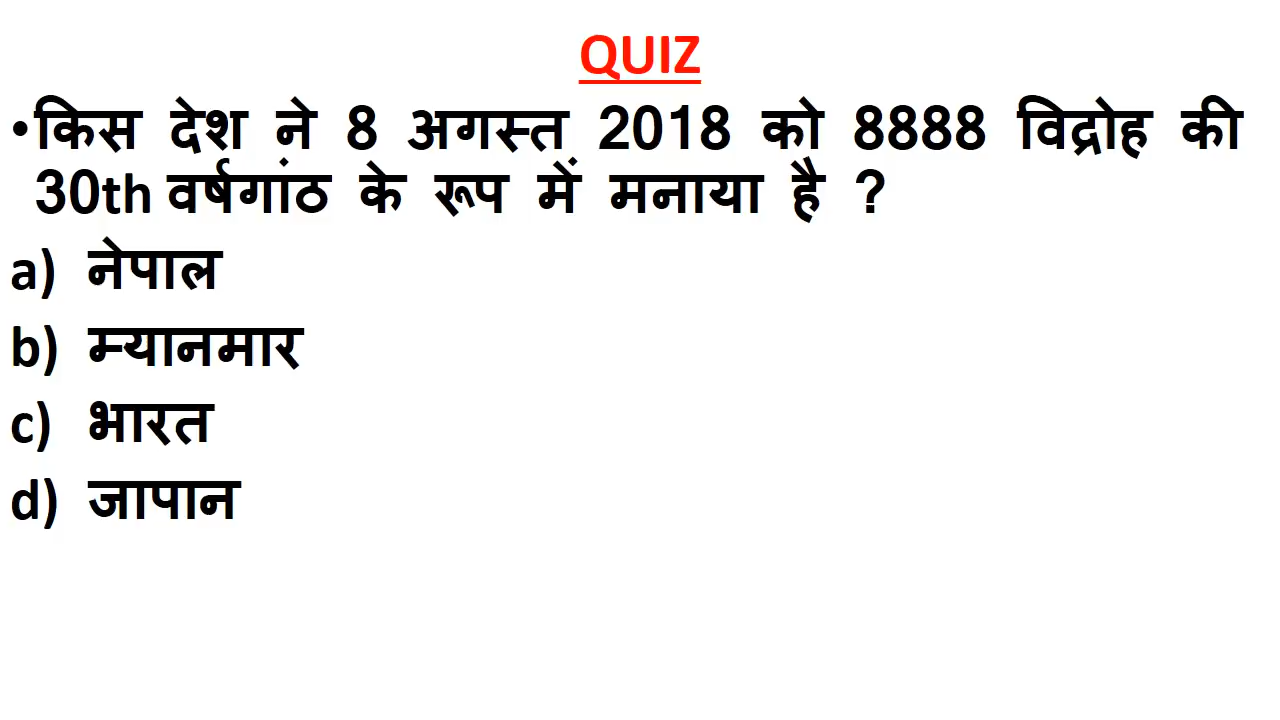 QUIZ
•किस देश ने 8 अगस्त 2018 को 8888 विद्रोह की
30th वर्षगांठ के रूप में मनाया है ?
a) नेपाल
b) म्यानमार
c) भारत
d) जापान